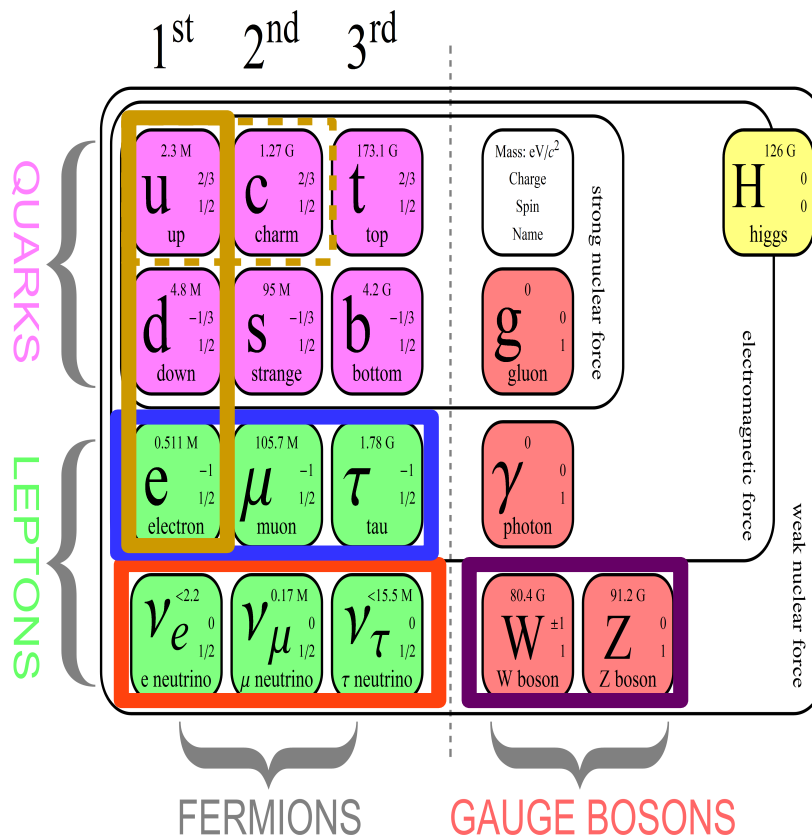 1st 2nd 3rd
QUARKS
2.3 M
2/3
u
1/2
up
1.27 G
2/3
c
1/2
charm
173.1 G
2/3
t
1/2
top
Mass: eV/c²
Charge
Spin
Name
strong nuclear force
126 G
0
H
0
higgs
4.8 M
-1/3
d
1/2
down
95 M
-1/3
s
1/2
strange
4.2 G
-1/3
b
1/2
bottom
0
0
g
1
gluon
electromagnetic force
LEPTONS
0.511 M
-1
e
1/2
electron
105.7 M
-1
μ
1/2
muon
1.78 G
-1
τ
1/2
tau
0
0
γ
1
photon
weak nuclear force
<2.2
0
νe
1/2
e neutrino
0.17 M
0
νμ
1/2
μ neutrino
<15.5 M
0
ντ
1/2
τ neutrino
80.4 G
±1
W
1
W boson
91.2 G
0
Z
1
Z boson
FERMIONS
GAUGE BOSONS